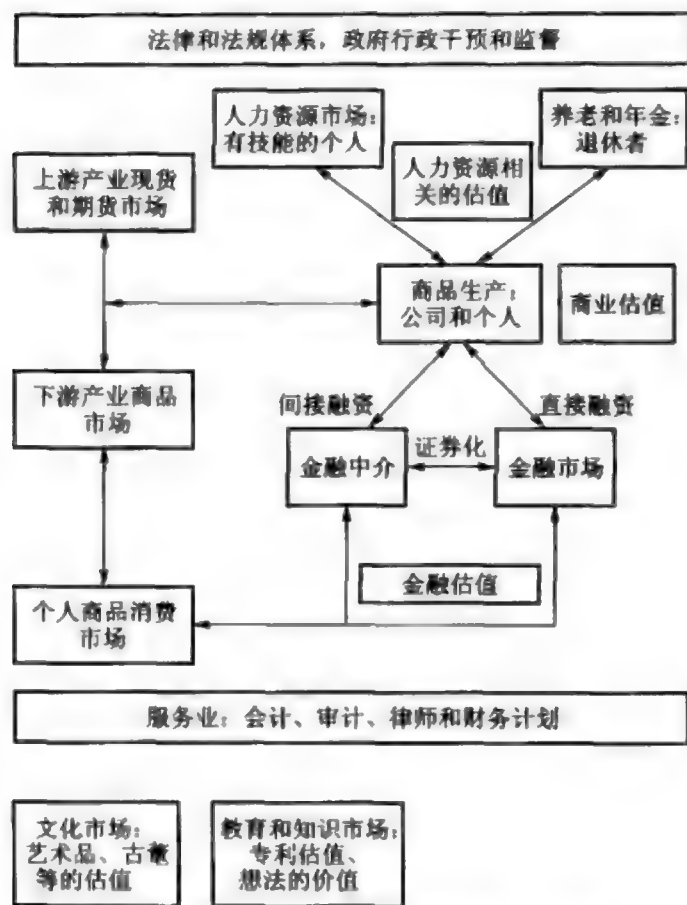 法律和法规体系，政府行政干预和监督
人力资源市场：
有技能的个人
养老和年金：
退休者
上游产业现货
和期货市场
人力资源相
关的估值
商品生产：
公司和个人
商业估值
下游产业商品
市场
间接融资
直接融资
金融中介
证券化
金融市场
金融估值
个人商品消费
市场
服务业：会计、审计、律师和财务计划
文化市场：
艺术品、古董
等的估值
教育和知识市场：
专利估值、
想法的价值